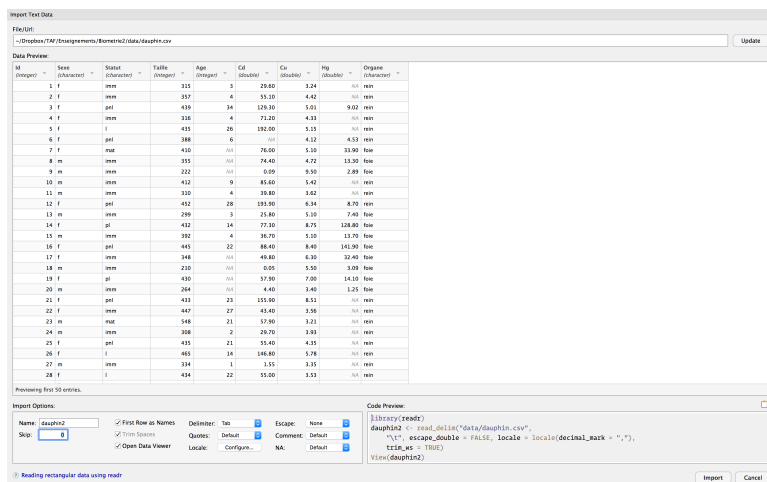 Import Text Data
File/Url:
~/Dropbox/TAF/Enseignements/Biometrie2/data/dauphin.csv Update
Data Preview:
Id Sexe Statut Taille Age Cd Cu Hg Organe
(integer) (character) (character) (integer) (integer) (double) (double) (double) (character)
1 f imm 315 3 29.60 3.24 NA rein
2 f imm 357 4 55.10 4.42 NA rein
3 f pnl 439 34 129.30 5.01 9.02 rein
4 f imm 316 4 71.20 4.33 NA rein
5 f l 435 26 192.00 5.15 NA rein
6 f pnl 388 6 NA 4.12 4.53 rein
7 f mat 410 NA 76.00 5.10 33.90 foie
8 m imm 355 NA 74.40 4.72 13.30 foie
9 m imm 222 NA 0.09 9.50 2.89 foie
10 m imm 412 9 85.60 5.42 NA rein
11 m imm 310 4 39.80 3.62 NA rein
12 f pnl 452 28 193.90 6.34 8.70 rein
13 m imm 299 3 25.80 5.10 7.40 foie
14 f pl 432 14 77.30 8.75 128.80 foie
15 m imm 392 4 36.70 5.10 13.70 foie
16 f pnl 445 22 88.40 8.40 141.90 foie
17 f imm 348 NA 49.80 6.30 32.40 foie
18 m imm 210 NA 0.05 5.50 3.09 foie
19 f pl 430 NA 57.90 7.00 14.10 foie
20 m imm 264 NA 4.40 3.40 1.25 foie
21 f pnl 433 23 155.90 8.51 NA rein
22 f imm 447 27 43.40 3.56 NA rein
23 m mat 548 21 57.90 3.21 NA rein
24 m imm 308 2 29.70 3.93 NA rein
25 f pnl 435 21 55.40 4.35 NA rein
26 f l 465 14 146.80 5.78 NA rein
27 m imm 334 1 1.55 3.35 NA rein
28 f l 434 22 55.00 3.53 NA rein
Previewing first 50 entries.
Import Options: Code Preview:
Name: dauphin2 First Row as Names Delimiter: Tab Escape: None
Skip: 0 Trim Spaces Quotes: Default Comment: Default
Open Data Viewer Locale: Configure... NA: Default
library(readr)
dauphin2 <- read_delim("data/dauphin.csv",
"\t", escape_double = FALSE, locale = locale(decimal_mark = ","),
trim_ws = TRUE)
View(dauphin2)
? Reading rectangular data using readr Import Cancel